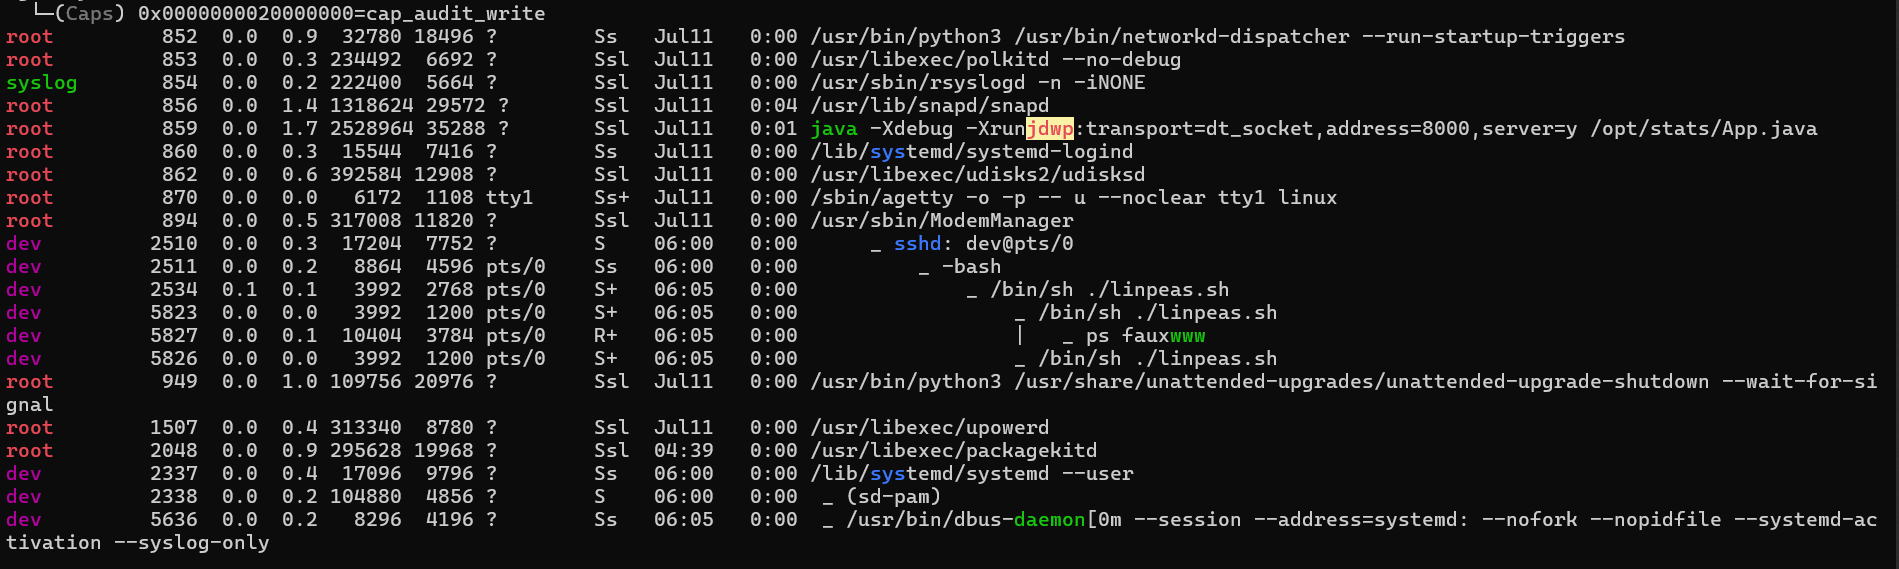 └─(Caps) 0x0000000020000000=cap_audit_write
root         852  0.0  0.9  32780 18496 ?        Ss   Jul11   0:00 /usr/bin/python3 /usr/bin/networkd-dispatcher --run-startup-triggers
root         853  0.0  0.3 234492  6692 ?        Ssl  Jul11   0:00 /usr/libexec/polkitd --no-debug
syslog       854  0.0  0.2 222400  5664 ?        Ssl  Jul11   0:00 /usr/sbin/rsyslogd -n -iNONE
root         856  0.0  1.4 1318624 29572 ?       Ssl  Jul11   0:04 /usr/lib/snapd/snapd
root         859  0.0  1.7 2528964 35288 ?       Ssl  Jul11   0:01 java -Xdebug -Xrunjdwp:transport=dt_socket,address=8000,server=y /opt/stats/App.java
root         860  0.0  0.3  15544  7416 ?        Ss   Jul11   0:00 /lib/systemd/systemd-logind
root         862  0.0  0.6 392584 12908 ?        Ssl  Jul11   0:00 /usr/libexec/udisks2/udisksd
root         870  0.0  0.0   6172  1108 tty1     Ss+  Jul11   0:00 /sbin/agetty -o -p -- u --noclear tty1 linux
root         894  0.0  0.5 317008 11820 ?        Ssl  Jul11   0:00 /usr/sbin/ModemManager
dev         2510  0.0  0.3  17204  7752 ?        S    06:00   0:00      _ sshd: dev@pts/0
dev         2511  0.0  0.2   8864  4596 pts/0    Ss   06:00   0:00          _ -bash
dev         2534  0.1  0.1   3992  2768 pts/0    S+   06:05   0:00              _ /bin/sh ./linpeas.sh
dev         5823  0.0  0.0   3992  1200 pts/0    S+   06:05   0:00                  _ /bin/sh ./linpeas.sh
dev         5827  0.0  0.1  10404  3784 pts/0    R+   06:05   0:00                  |   _ ps fauxwww
dev         5826  0.0  0.0   3992  1200 pts/0    S+   06:05   0:00                  _ /bin/sh ./linpeas.sh
root         949  0.0  1.0 109756 20976 ?        Ssl  Jul11   0:00 /usr/bin/python3 /usr/share/unattended-upgrades/unattended-upgrade-shutdown --wait-for-si
gnal
root        1507  0.0  0.4 313340  8780 ?        Ssl  Jul11   0:00 /usr/libexec/upowerd
root        2048  0.0  0.9 295628 19968 ?        Ssl  04:39   0:00 /usr/libexec/packagekitd
dev         2337  0.0  0.4  17096  9796 ?        Ss   06:00   0:00 /lib/systemd/systemd --user
dev         2338  0.0  0.2 104880  4856 ?        S    06:00   0:00  _ (sd-pam)
dev         5636  0.0  0.2   8296  4196 ?        Ss   06:05   0:00  _ /usr/bin/dbus-daemon[0m --session --address=systemd: --nofork --nopidfile --systemd-ac
tivation --syslog-only